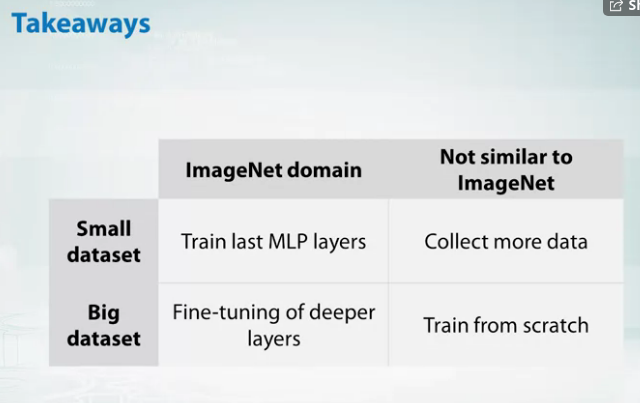 Takeaways
ImageNet domain
Not similar to
ImageNet
Small
dataset
Train last MLP layers
Collect more data
Big
dataset
Fine-tuning of deeper
layers
Train from scratch